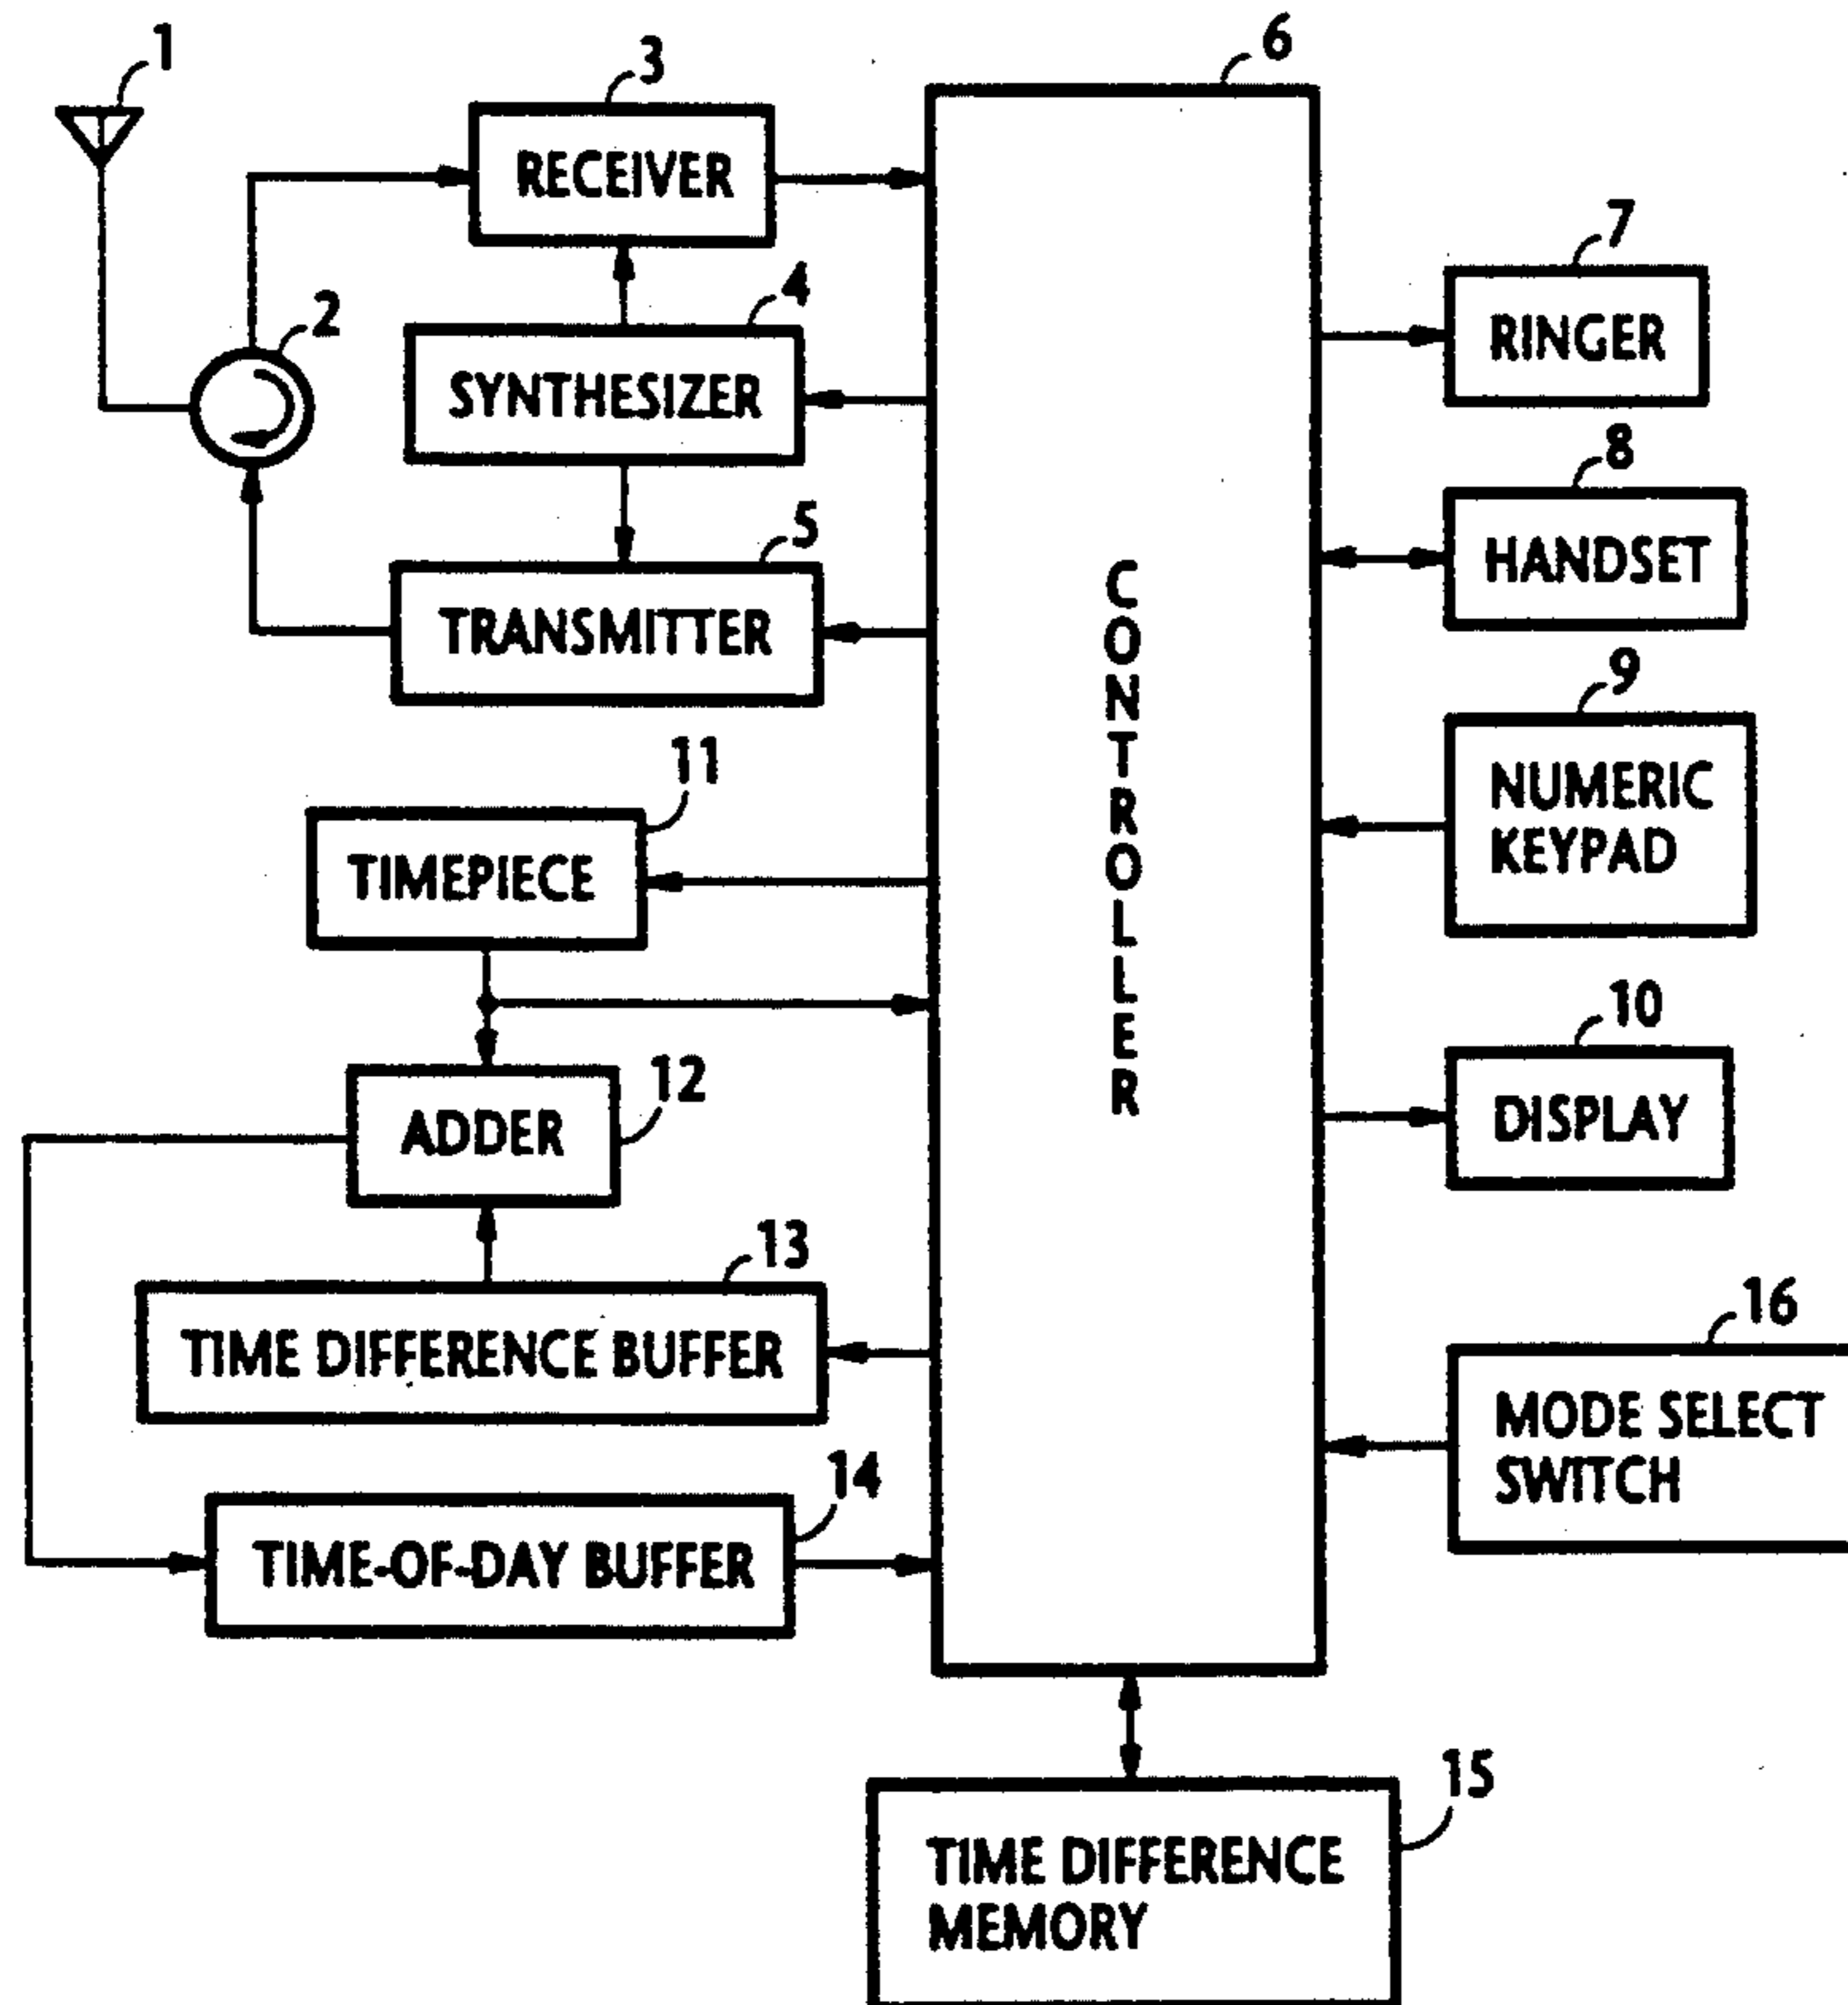 1
3
6
RECEIVER
7
2
4
RINGER
SYNTHESIZER
8
5
HANDSET
TRANSMITTER
CONTROLLER
9
11
NUMERIC
KEYPAD
TIMEPIECE
10
12
ADDER
DISPLAY
13
16
TIME DIFFERENCE BUFFER
MODE SELECT
SWITCH
14
TIME-OF-DAY BUFFER
15
TIME DIFFERENCE
MEMORY